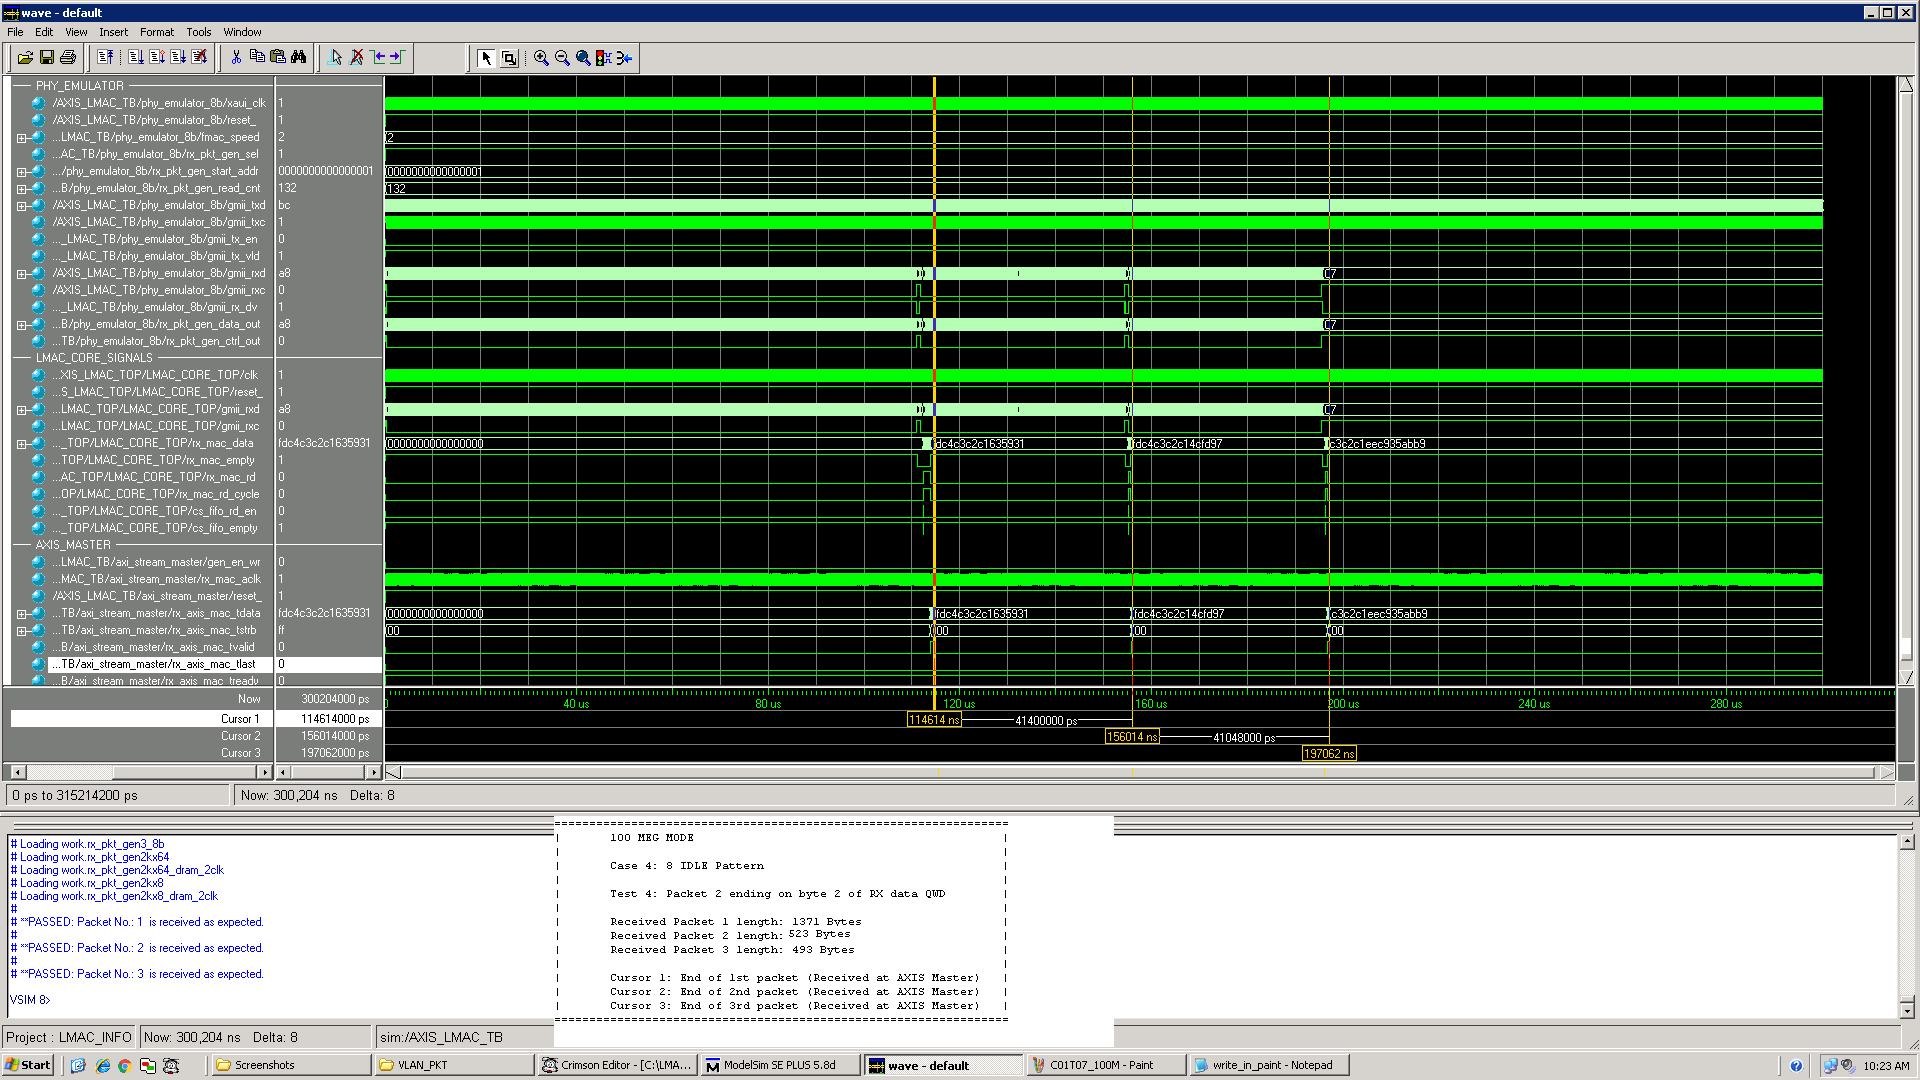 wave - default
File Edit View Insert Format Tools Window
PHY_EMULATOR
/AXIS_LMAC_TB/phy_emulator_8b/xaui_clk 1
/AXIS_LMAC_TB/phy_emulator_8b/reset_ 1
...LMAC_TB/phy_emulator_8b/fmac_speed 2 2
...AC_TB/phy_emulator_8b/rx_pkt_gen_sel 1
.../phy_emulator_8b/rx_pkt_gen_start_addr 0000000000000001 0000000000000001
...B/phy_emulator_8b/rx_pkt_gen_read_cnt 132 132
/AXIS_LMAC_TB/phy_emulator_8b/gmii_txd bc
/AXIS_LMAC_TB/phy_emulator_8b/gmii_txc 1
..._LMAC_TB/phy_emulator_8b/gmii_tx_en 0
..._LMAC_TB/phy_emulator_8b/gmii_tx_vld 1
/AXIS_LMAC_TB/phy_emulator_8b/gmii_rxd a8 C7
/AXIS_LMAC_TB/phy_emulator_8b/gmii_rxc 0
..._LMAC_TB/phy_emulator_8b/gmii_rx_dv 1
...B/phy_emulator_8b/rx_pkt_gen_data_out a8 C7
...TB/phy_emulator_8b/rx_pkt_gen_ctrl_out 0
LMAC_CORE_SIGNALS
...XIS_LMAC_TOP/LMAC_CORE_TOP/clk 1
...S_LMAC_TOP/LMAC_CORE_TOP/reset_ 1
...LMAC_TOP/LMAC_CORE_TOP/gmii_rxd a8 C7
...LMAC_TOP/LMAC_CORE_TOP/gmii_rxc 0
..._TOP/LMAC_CORE_TOP/rx_mac_data fdc4c3c2c1635931 0000000000000000 fdc4c3c2c1635931 fdc4c3c2c14cfd97 c3c2c1eec935abb9
...TOP/LMAC_CORE_TOP/rx_mac_empty 1
...AC_TOP/LMAC_CORE_TOP/rx_mac_rd 0
...OP/LMAC_CORE_TOP/rx_mac_rd_cycle 0
..._TOP/LMAC_CORE_TOP/cs_fifo_rd_en 0
..._TOP/LMAC_CORE_TOP/cs_fifo_empty 1
AXIS_MASTER
...LMAC_TB/axi_stream_master/gen_en_wr 0
...MAC_TB/axi_stream_master/rx_mac_aclk 1
/AXIS_LMAC_TB/axi_stream_master/reset_ 1
...TB/axi_stream_master/rx_axis_mac_tdata fdc4c3c2c1635931 0000000000000000 fdc4c3c2c1635931 fdc4c3c2c14cfd97 c3c2c1eec935abb9
...TB/axi_stream_master/rx_axis_mac_tstrb ff 00 00 00 00
...B/axi_stream_master/rx_axis_mac_tvalid 0
...TB/axi_stream_master/rx_axis_mac_tlast 0
...B/axi_stream_master/rx_axis_mac_tready 0
Now 300204000 ps 40 us 80 us 120 us 160 us 200 us 240 us 280 us
Cursor 1 114614000 ps 114614 ns 41400000 ps
Cursor 2 156014000 ps 156014 ns 41048000 ps
Cursor 3 197062000 ps 197062 ns
0 ps to 315214200 ps Now: 300,204 ns Delta: 8
# Loading work.rx_pkt_gen3_8b
# Loading work.rx_pkt_gen2kx64
# Loading work.rx_pkt_gen2kx64_dram_2clk
# Loading work.rx_pkt_gen2kx8
# Loading work.rx_pkt_gen2kx8_dram_2clk
#
# **PASSED: Packet No.: 1 is received as expected.
#
# **PASSED: Packet No.: 2 is received as expected.
#
# **PASSED: Packet No.: 3 is received as expected.
VSIM 8>
100 MEG MODE
Case 4: 8 IDLE Pattern
Test 4: Packet 2 ending on byte 2 of RX data QWD
Received Packet 1 length: 1371 Bytes
Received Packet 2 length: 523 Bytes
Received Packet 3 length: 493 Bytes
Cursor 1: End of 1st packet (Received at AXIS Master)
Cursor 2: End of 2nd packet (Received at AXIS Master)
Cursor 3: End of 3rd packet (Received at AXIS Master)
Project : LMAC_INFO Now: 300,204 ns Delta: 8 sim:/AXIS_LMAC_TB
Start Screenshots VLAN_PKT Crimson Editor - [C:\LMA... ModelSim SE PLUS 5.8d wave - default C01T07_100M - Paint write_in_paint - Notepad 10:23 AM